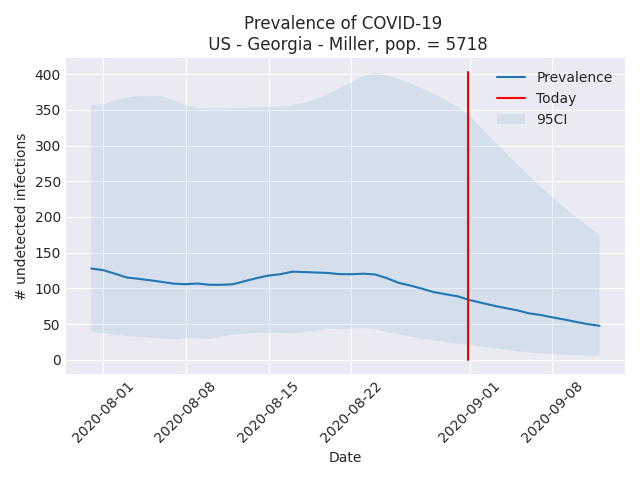 Prevalence of COVID-19
US - Georgia - Miller, pop. = 5718
# undetected infections
400
350
300
250
200
150
100
50
0
Prevalence
Today
95CI
2020-08-01
2020-08-08
2020-08-15
2020-08-22
2020-09-01
2020-09-08
Date